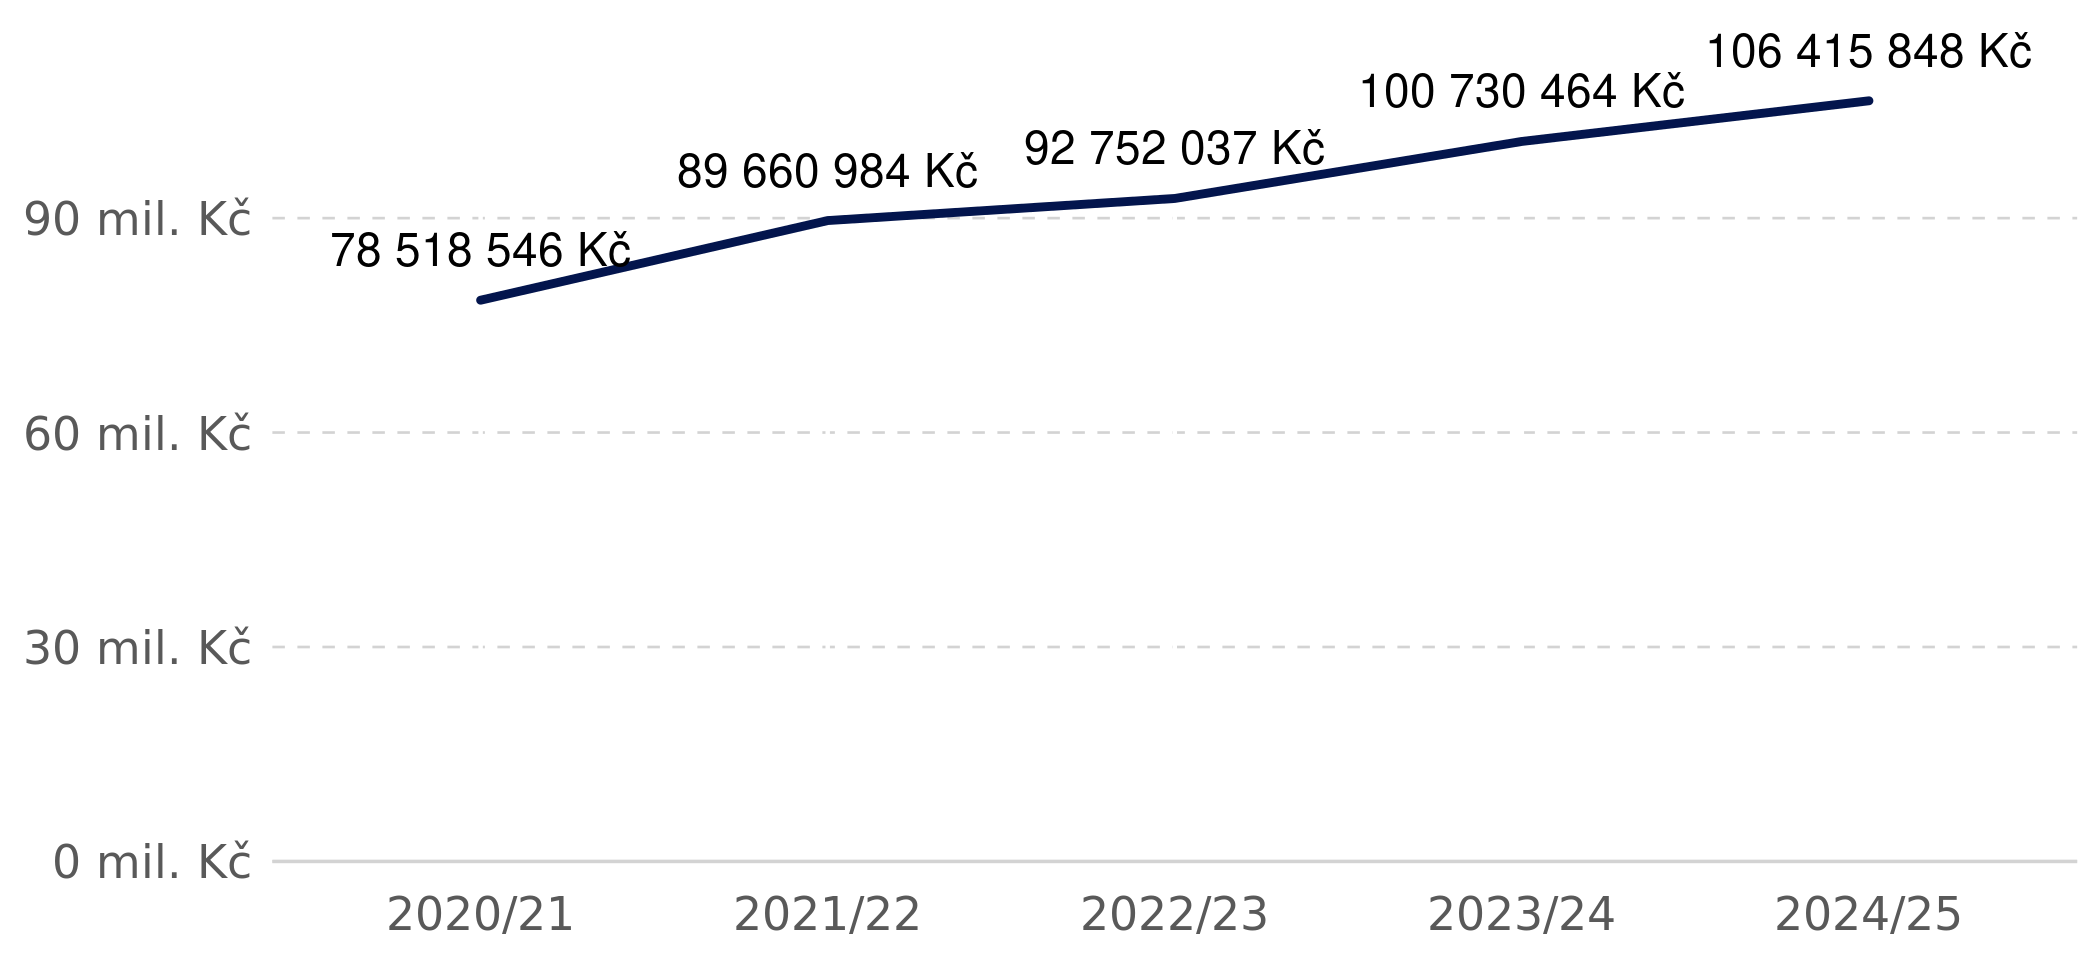 106 415 848 Kč
100 730 464 Kč
92 752 037 Kč
89 660 984 Kč
78 518 546 Kč
90 mil. Kč
60 mil. Kč
30 mil. Kč
0 mil. Kč
2020/21 2021/22 2022/23 2023/24 2024/25